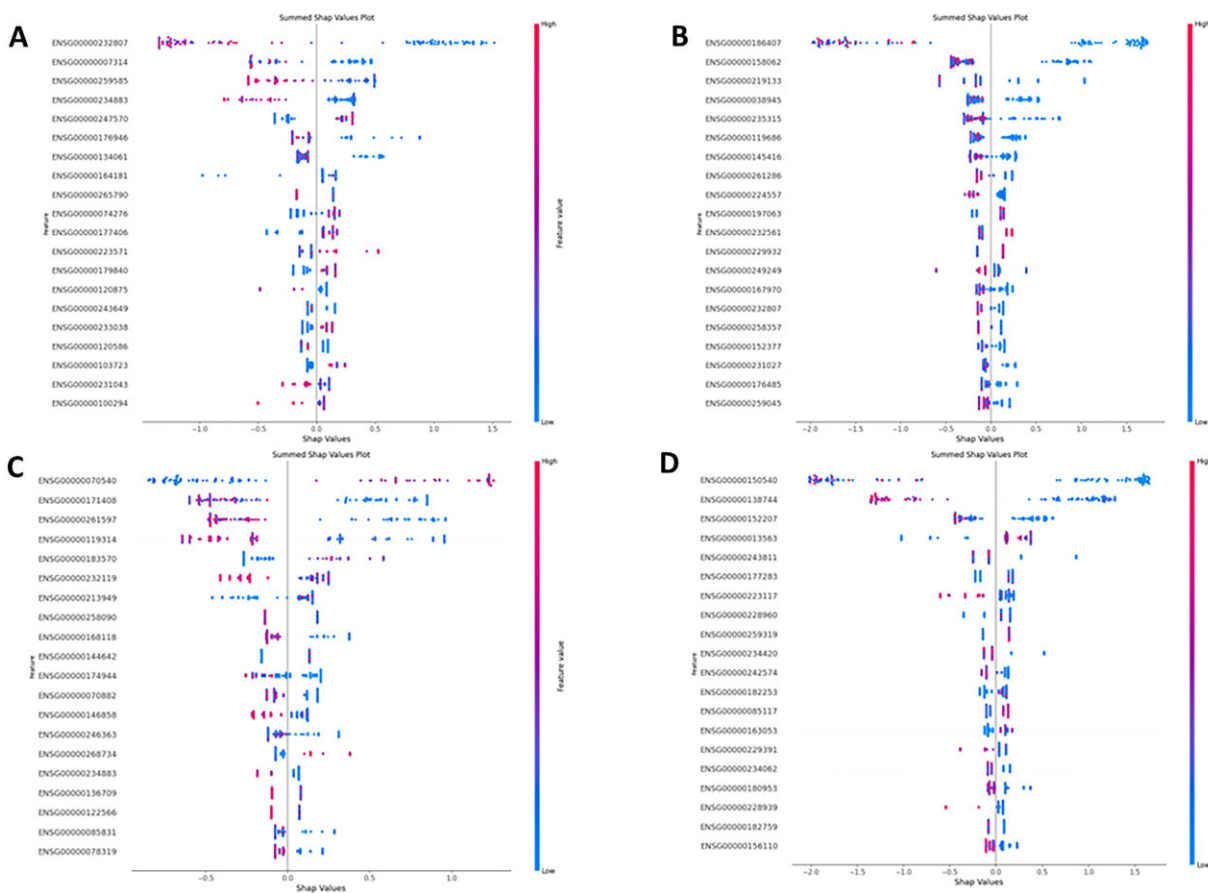 A
Summed Shap Values Plot
High
ENSG00000232807
ENSG00000007314
ENSG00000259585
ENSG00000234883
ENSG00000247570
ENSG00000176946
ENSG00000134061
ENSG00000164181
ENSG00000265790
ENSG00000074276
ENSG00000177406
ENSG00000223571
ENSG00000179840
ENSG00000120875
ENSG00000243649
ENSG00000233038
ENSG00000120586
ENSG00000103723
ENSG00000231043
ENSG00000100294
Feature
Feature value
Low
−1.0 −0.5 0.0 0.5 1.0 1.5
Shap Values
B
Summed Shap Values Plot
High
ENSG00000186407
ENSG00000158062
ENSG00000219133
ENSG00000038945
ENSG00000235315
ENSG00000119686
ENSG00000145416
ENSG00000261286
ENSG00000224557
ENSG00000197063
ENSG00000232561
ENSG00000229932
ENSG00000249249
ENSG00000167970
ENSG00000232807
ENSG00000258357
ENSG00000152377
ENSG00000231027
ENSG00000176485
ENSG00000259045
Feature
Low
−2.0 −1.5 −1.0 −0.5 0.0 0.5 1.0 1.5
Shap Values
C
Summed Shap Values Plot
High
ENSG00000070540
ENSG00000171408
ENSG00000261597
ENSG00000119314
ENSG00000183570
ENSG00000232119
ENSG00000213949
ENSG00000258090
ENSG00000168118
ENSG00000144642
ENSG00000174944
ENSG00000070882
ENSG00000146858
ENSG00000246363
ENSG00000268734
ENSG00000234883
ENSG00000136709
ENSG00000122566
ENSG00000085831
ENSG00000078319
Feature
Feature value
Low
−0.5 0.0 0.5 1.0
Shap Values
D
Summed Shap Values Plot
High
ENSG00000150540
ENSG00000138744
ENSG00000152207
ENSG00000013563
ENSG00000243811
ENSG00000177283
ENSG00000223117
ENSG00000228960
ENSG00000259319
ENSG00000234420
ENSG00000242574
ENSG00000182253
ENSG00000085117
ENSG00000163053
ENSG00000229391
ENSG00000234062
ENSG00000180953
ENSG00000228939
ENSG00000182759
ENSG00000156110
Feature
Low
−2.0 −1.5 −1.0 −0.5 0.0 0.5 1.0 1.5
Shap Values